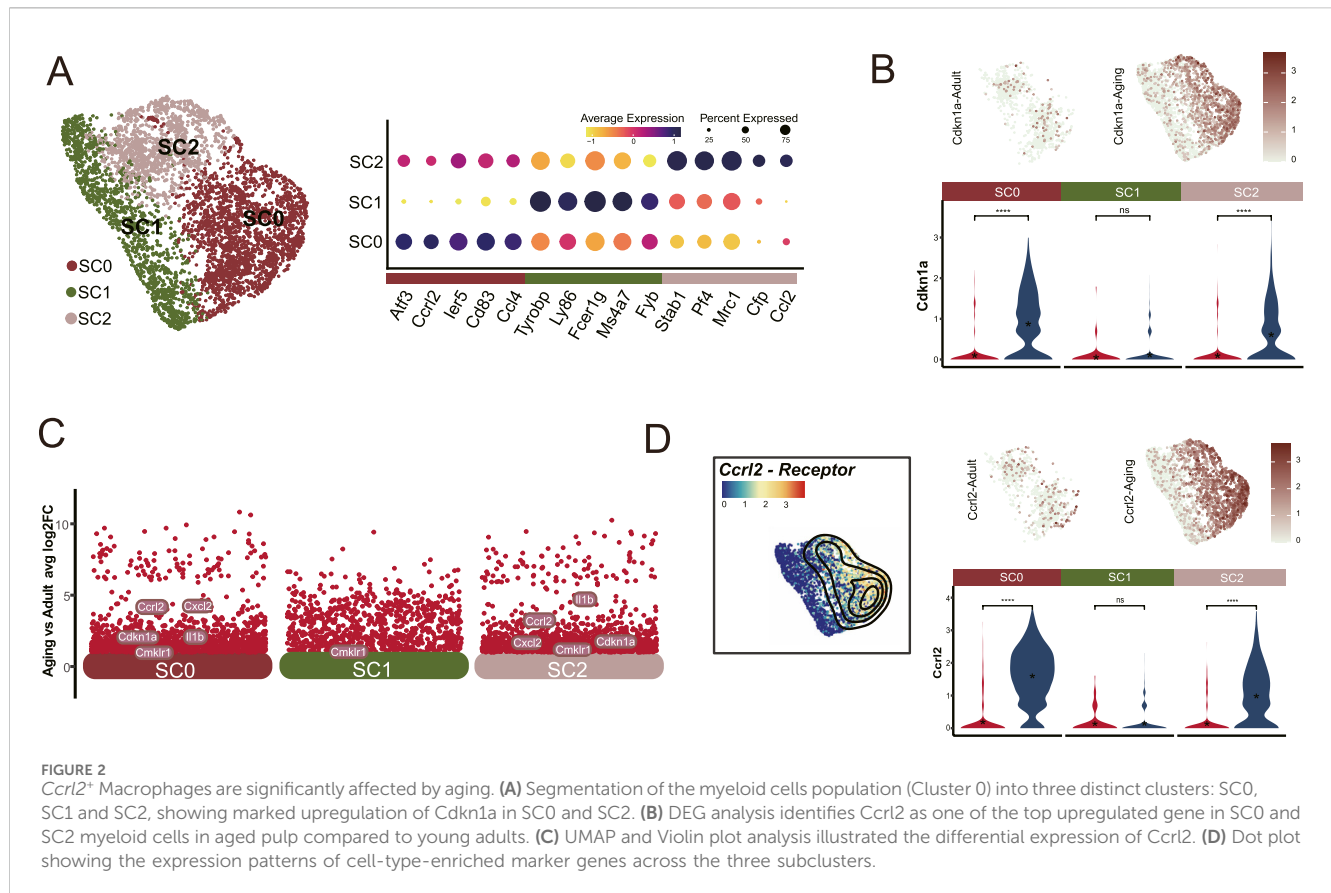 A
SC2
SC1
SC0
SC0
SC1
SC2
Average Expression
−1 0 1
Percent Expressed
25 50 75
SC2
SC1
SC0
Atf3
Ccrl2
Ier5
Cd83
Ccl4
Tyrobp
Ly86
Fcer1g
Ms4a7
Fyb
Stab1
Pf4
Mrc1
Cfp
Ccl2
B
Cdkn1a-Adult
Cdkn1a-Aging
3
2
1
0
SC0 SC1 SC2
**** ns ****
Cdkn1a
3
2
1
0
* * * * * *
C
Aging vs Adult avg log2FC
10
5
0
Ccrl2 Cxcl2
Cdkn1a Il1b
Cmklr1
SC0
Cmklr1
SC1
Il1b
Ccrl2
Cxcl2 Cdkn1a
Cmklr1
SC2
D
Ccrl2 - Receptor
0 1 2 3
Ccrl2-Adult
Ccrl2-Aging
3
2
1
0
SC0 SC1 SC2
**** ns ****
Ccrl2
4
3
2
1
0
* * * * * *
FIGURE 2
Ccrl2+ Macrophages are significantly affected by aging. (A) Segmentation of the myeloid cells population (Cluster 0) into three distinct clusters: SC0,
SC1 and SC2, showing marked upregulation of Cdkn1a in SC0 and SC2. (B) DEG analysis identifies Ccrl2 as one of the top upregulated gene in SC0 and
SC2 myeloid cells in aged pulp compared to young adults. (C) UMAP and Violin plot analysis illustrated the differential expression of Ccrl2. (D) Dot plot
showing the expression patterns of cell-type-enriched marker genes across the three subclusters.